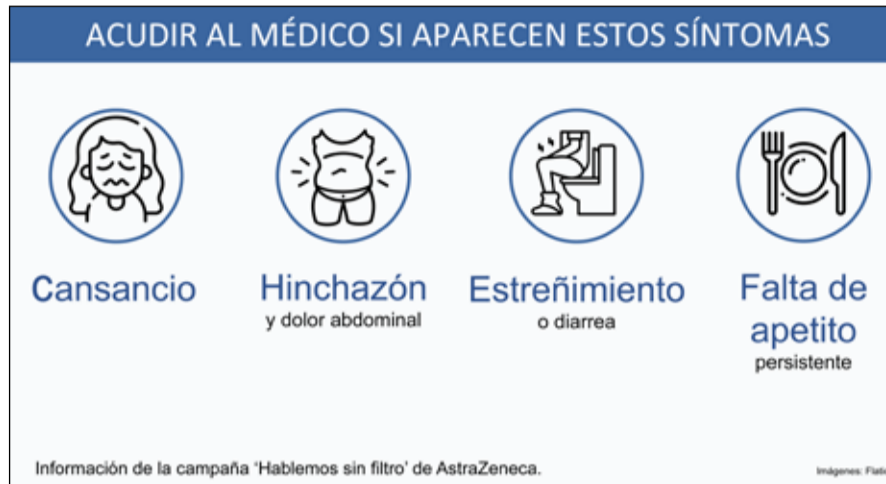 ACUDIR AL MÉDICO SI APARECEN ESTOS SÍNTOMAS
Cansancio
Hinchazón
y dolor abdominal
Estreñimiento
o diarrea
Falta de
apetito
persistente
Información de la campaña ‘Hablemos sin filtro’ de AstraZeneca.
Imágenes: